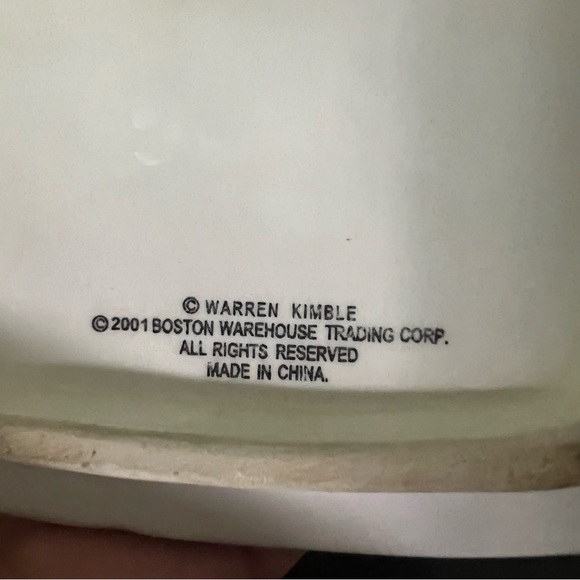 © WARREN KIMBLE
© 2001 BOSTON WAREHOUSE TRADING CORP.
ALL RIGHTS RESERVED
MADE IN CHINA.